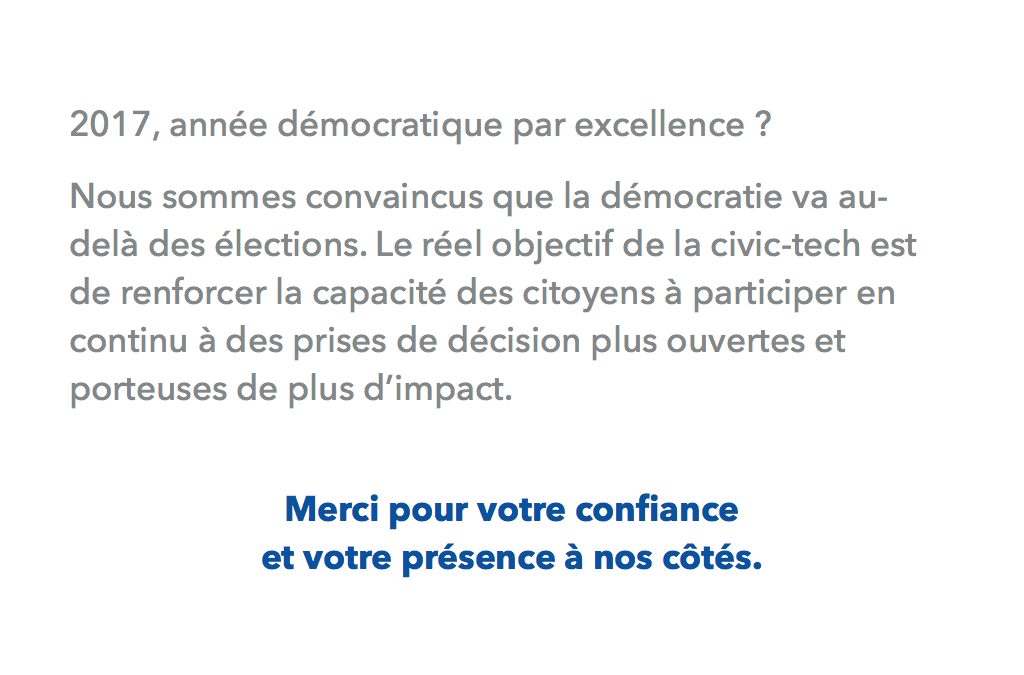 2017, année démocratique par excellence ?
Nous sommes convaincus que la démocratie va au-
delà des élections. Le réel objectif de la civic-tech est
de renforcer la capacité des citoyens à participer en
continu à des prises de décision plus ouvertes et
porteuses de plus d’impact.
Merci pour votre confiance
et votre présence à nos côtés.